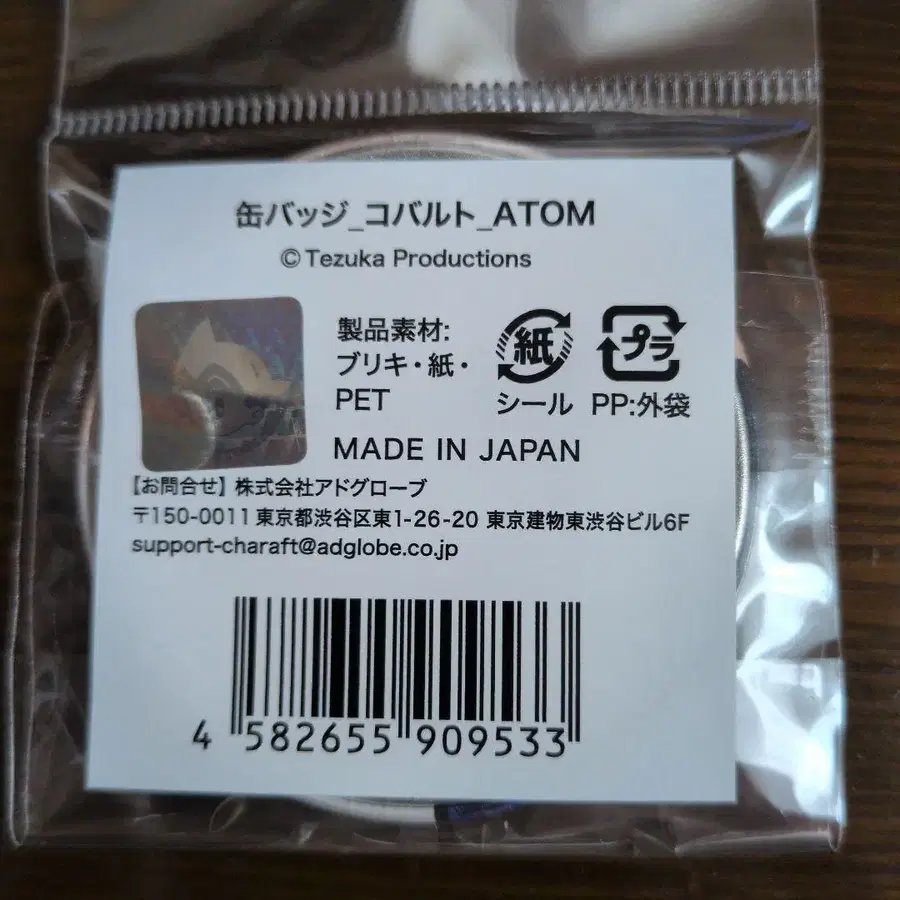 缶バッジ_コバルト_ATOM
©Tezuka Productions
製品素材:
ブリキ・紙・
PET
紙
シール
プラ
PP:外袋
MADE IN JAPAN
【お問合せ】株式会社アドグローブ
〒150-0011 東京都渋谷区東1-26-20 東京建物東渋谷ビル6F
support-charaft@adglobe.co.jp
4 582655 909533